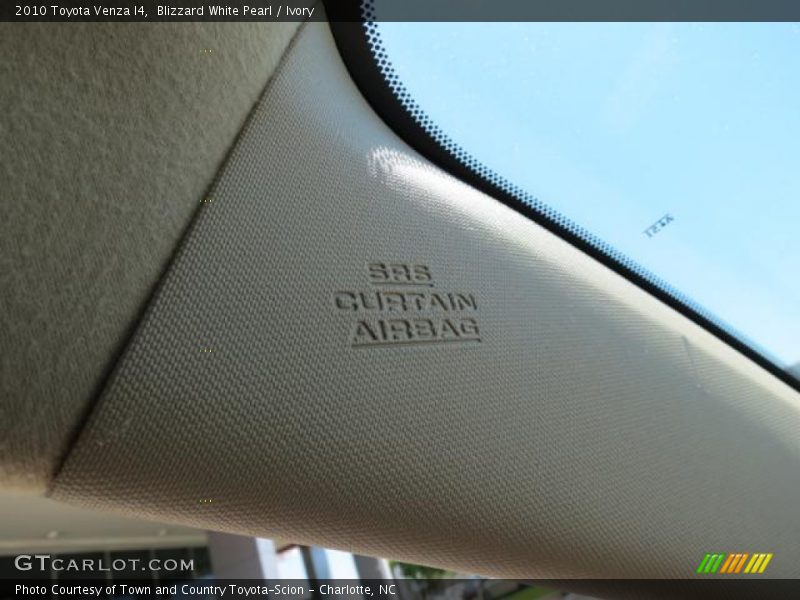 2010 Toyota Venza I4,  Blizzard White Pearl / Ivory
SRS
CURTAIN
AIRBAG
GTCARLOT.COM
Photo Courtesy of Town and Country Toyota-Scion - Charlotte, NC